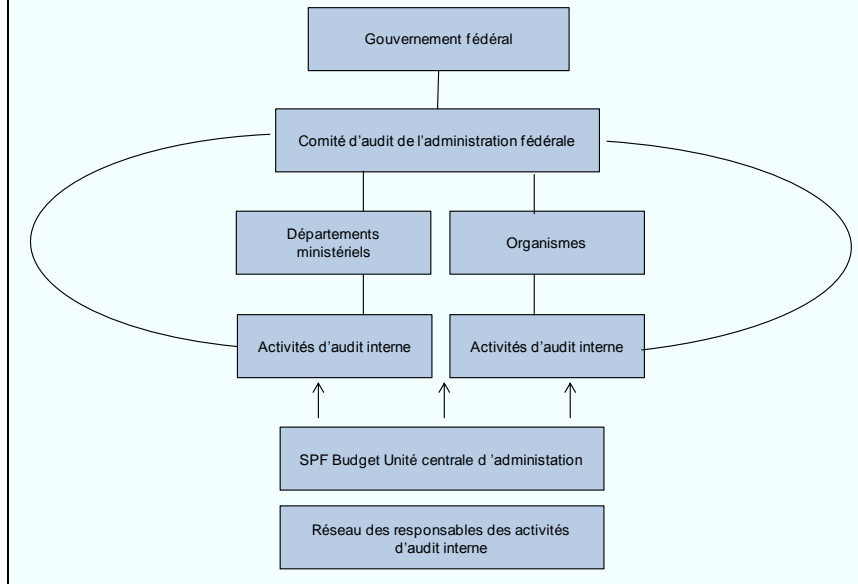 Gouvernement fédéral
Comité d'audit de l'administration fédérale
Départements
ministériels
Organismes
Activités d'audit interne
Activités d'audit interne
SPF Budget Unité centrale d 'administation
Réseau des responsables des activités
d'audit interne